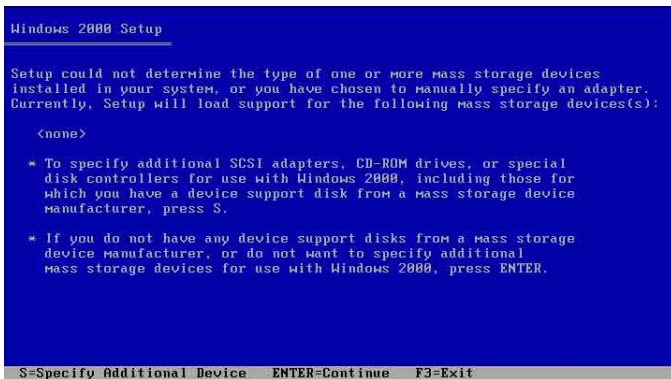 Windows 2000 Setup
Setup could not determine the type of one or more mass storage devices
installed in your system, or you have chosen to manually specify an adapter.
Currently, Setup will load support for the following mass storage devices(s):
<none>
* To specify additional SCSI adapters, CD-ROM drives, or special
disk controllers for use with Windows 2000, including those for
which you have a device support disk from a mass storage device
manufacturer, press S.
* If you do not have any device support disks from a mass storage
device manufacturer, or do not want to specify additional
mass storage devices for use with Windows 2000, press ENTER.
S=Specify Additional Device ENTER=Continue F3=Exit